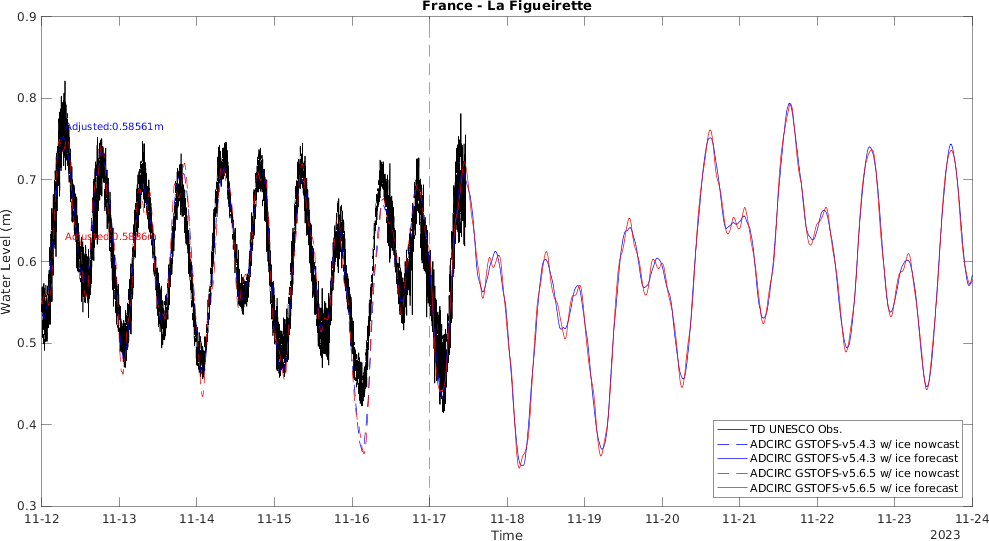 France - La Figueirette
0.9
0.8
0.7
0.6
0.5
0.4
0.3
Water Level (m)
Adjusted:0.58561m
Adjusted:0.5886m
TD UNESCO Obs.
ADCIRC GSTOFS-v5.4.3 w/ ice nowcast
ADCIRC GSTOFS-v5.4.3 w/ ice forecast
ADCIRC GSTOFS-v5.6.5 w/ ice nowcast
ADCIRC GSTOFS-v5.6.5 w/ ice forecast
11-12 11-13 11-14 11-15 11-16 11-17 11-18 11-19 11-20 11-21 11-22 11-23 11-24
Time
2023